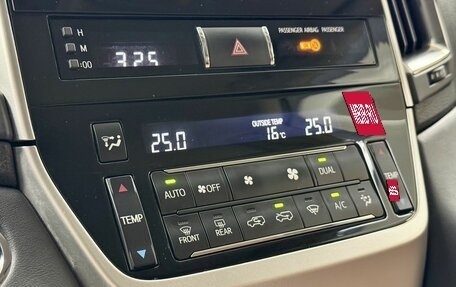 H
M
:00
3:25
PASSENGER AIRBAG
PASSENGER
25.0
OUTSIDE TEMP
16°C
25.0
AUTO
OFF
DUAL
TEMP
TEMP
FRONT
REAR
A/C